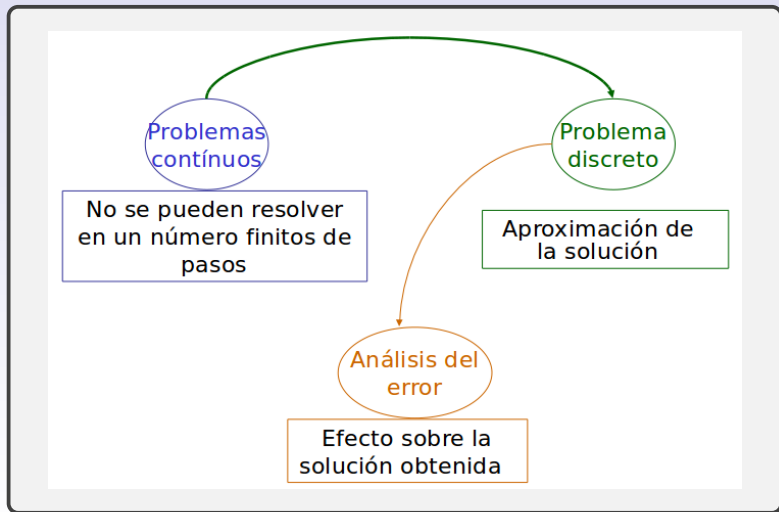 Problemas
contínuos
No se pueden resolver
en un número finitos de
pasos
Problema
discreto
Aproximación de
la solución
Análisis del
error
Efecto sobre la
solución obtenida